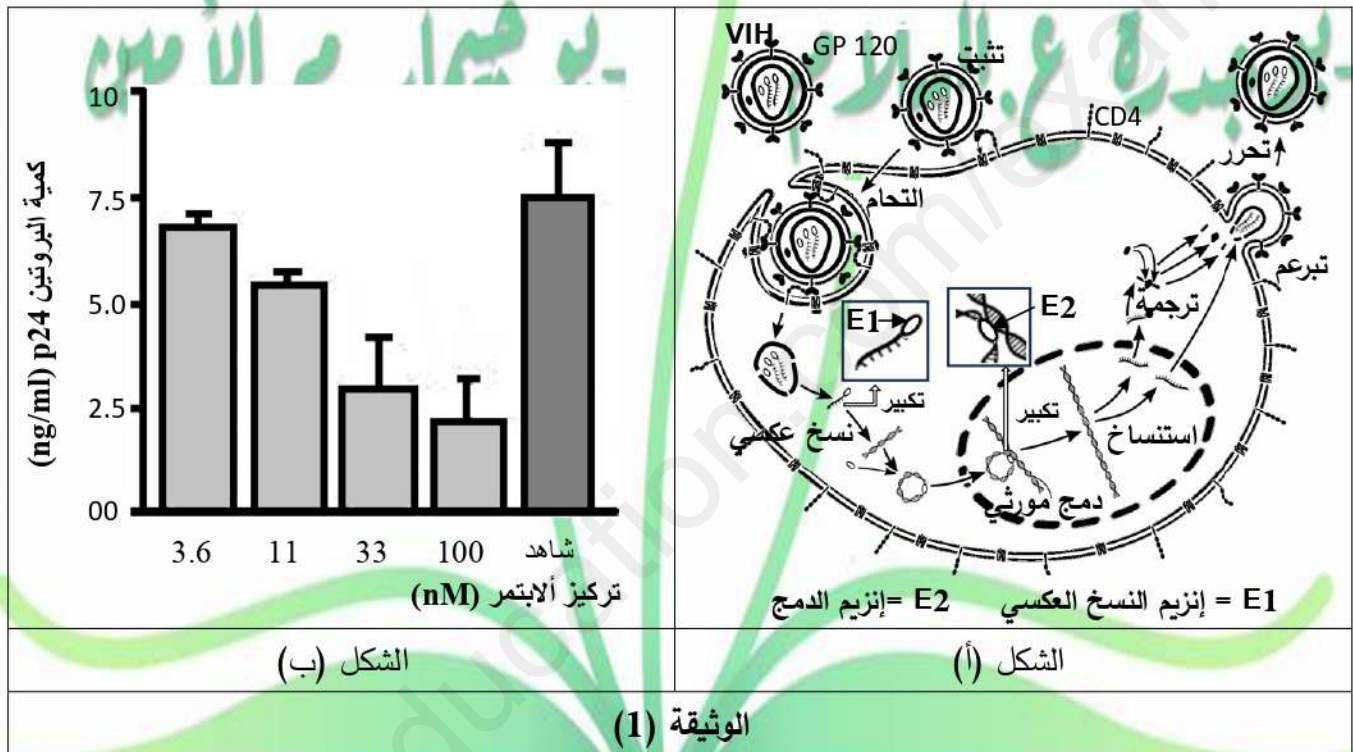 VIH
GP 120
تثبت
CD4
تحرر
التحام
تبرعم
E1
E2
ترجمة
تكبير
تكبير
نسخ عكسي
استنساخ
دمج مورثي
E1 = إنزيم النسخ العكسي E2 =إنزيم الدمج
الشكل (أ)
كمية البروتين p24 (ng/ml)
10
7.5
5.0
2.5
00
3.6 11 33 100 شاهد
تركيز ألابتمر (nM)
الشكل (ب)
الوثيقة (1)